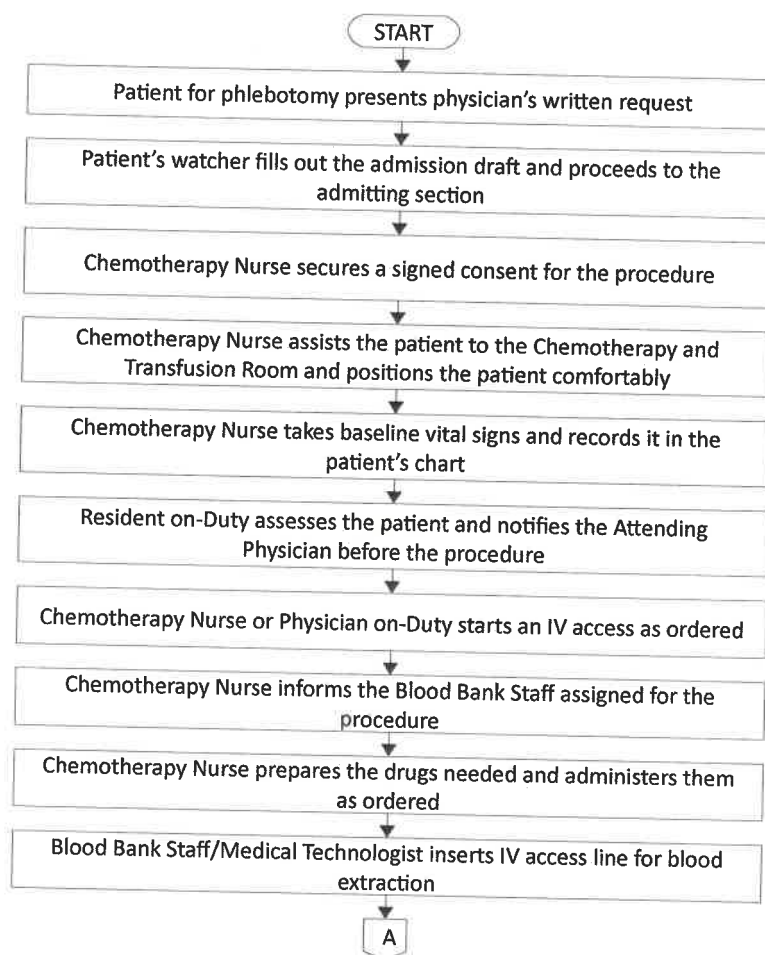 START
Patient for phlebotomy presents physician's written request
Patient's watcher fills out the admission draft and proceeds to the
admitting section
Chemotherapy Nurse secures a signed consent for the procedure
Chemotherapy Nurse assists the patient to the Chemotherapy and
Transfusion Room and positions the patient comfortably
Chemotherapy Nurse takes baseline vital signs and records it in the
patient's chart
Resident on-Duty assesses the patient and notifies the Attending
Physician before the procedure
Chemotherapy Nurse or Physician on-Duty starts an IV access as ordered
Chemotherapy Nurse informs the Blood Bank Staff assigned for the
procedure
Chemotherapy Nurse prepares the drugs needed and administers them
as ordered
Blood Bank Staff/Medical Technologist inserts IV access line for blood
extraction
A